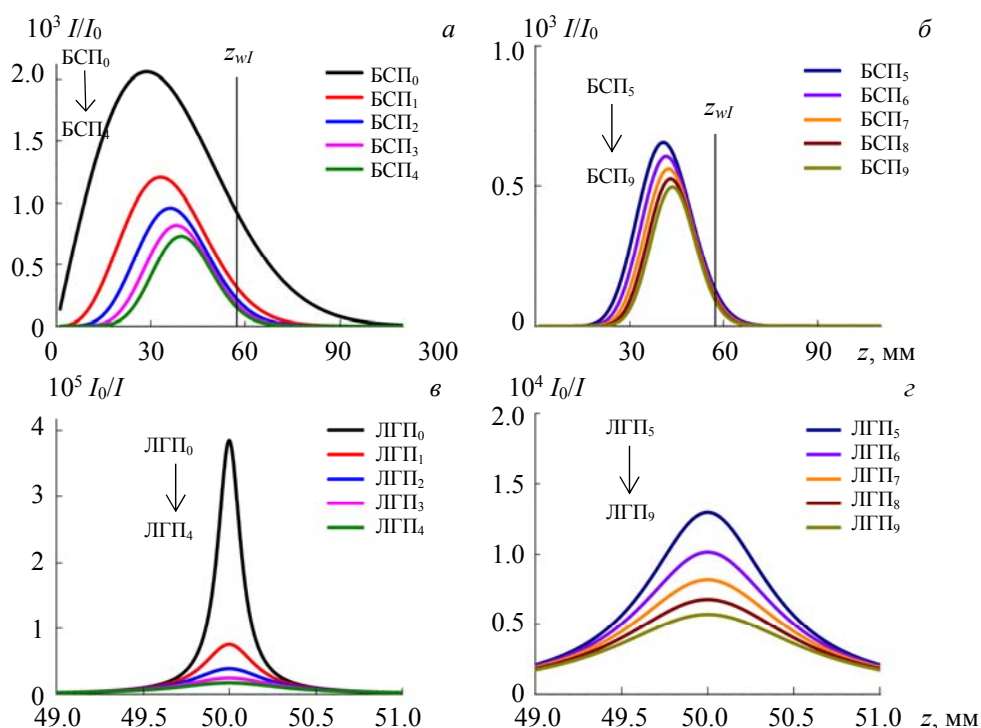 10³ I/I₀
а
2.0
1.5
1.0
0.5
0
БСП₀
БСП₄
z_wI
БСП₀
БСП₁
БСП₂
БСП₃
БСП₄
0 30 60 90 300
10³ I/I₀
б
1.0
0.5
0
БСП₅
БСП₉
z_wI
БСП₅
БСП₆
БСП₇
БСП₈
БСП₉
30 60 90 z, мм
10⁵ I₀/I
в
4
3
2
1
0
ЛГП₀
ЛГП₄
ЛГП₀
ЛГП₁
ЛГП₂
ЛГП₃
ЛГП₄
49.0 49.5 50.0 50.5 51.0
10⁴ I₀/I
г
2.0
1.5
1.0
0.5
0
ЛГП₅
ЛГП₉
ЛГП₅
ЛГП₆
ЛГП₇
ЛГП₈
ЛГП₉
49.0 49.5 50.0 50.5 51.0 z, мм